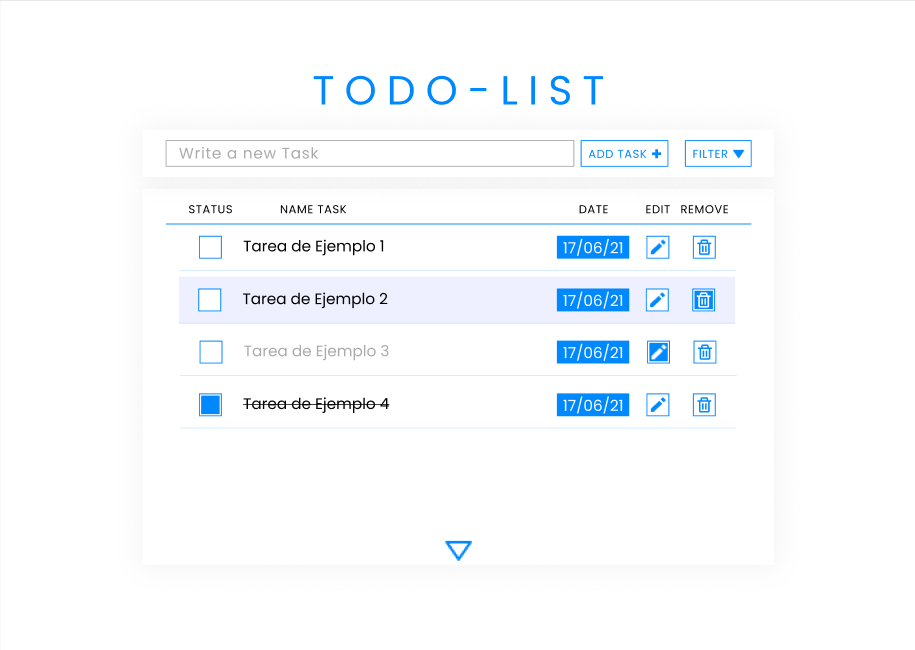 TODO-LIST
Write a new Task ADD TASK FILTER
STATUS NAME TASK DATE EDIT REMOVE
Tarea de Ejemplo 1 17/06/21
Tarea de Ejemplo 2 17/06/21
Tarea de Ejemplo 3 17/06/21
Tarea de Ejemplo 4 17/06/21